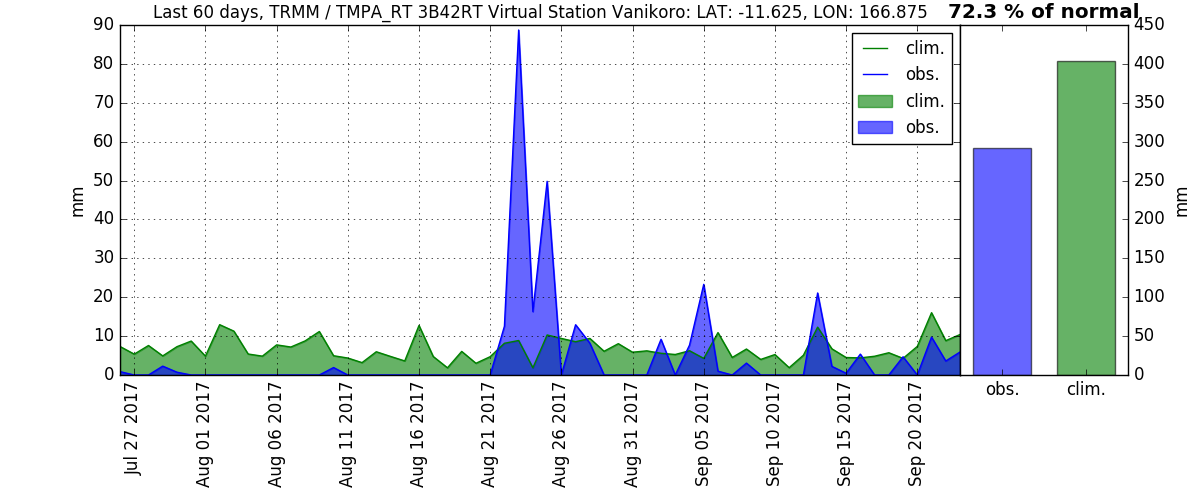 Last 60 days, TRMM / TMPA_RT 3B42RT Virtual Station Vanikoro: LAT: -11.625, LON: 166.875
72.3 % of normal
90
80
70
60
50
40
30
20
10
0
mm
clim.
obs.
clim.
obs.
450
400
350
300
250
200
150
100
50
0
mm
obs.
clim.
Jul 27 2017
Aug 01 2017
Aug 06 2017
Aug 11 2017
Aug 16 2017
Aug 21 2017
Aug 26 2017
Aug 31 2017
Sep 05 2017
Sep 10 2017
Sep 15 2017
Sep 20 2017